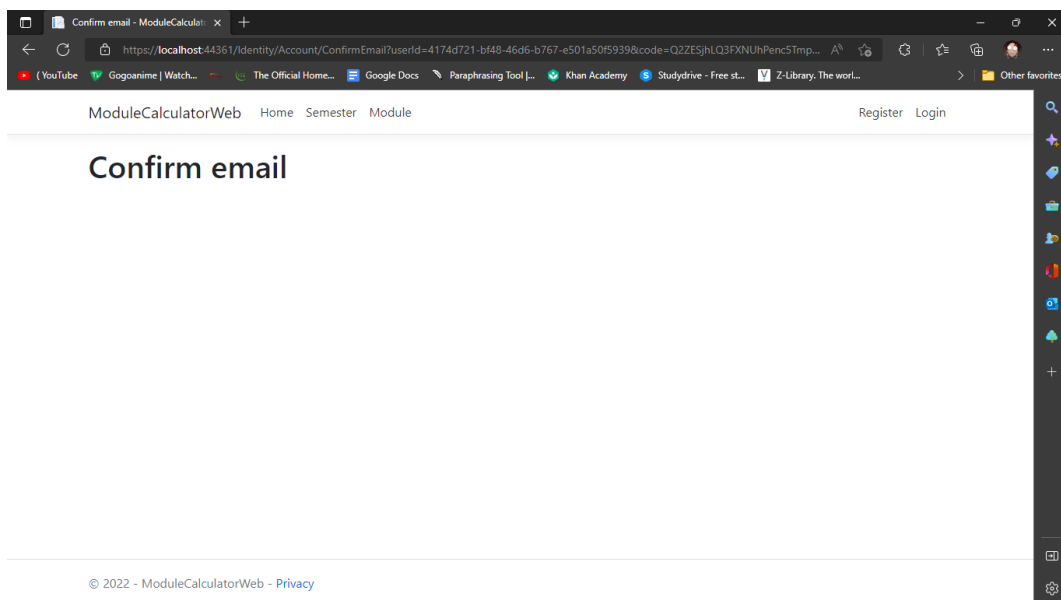 Confirm email - ModuleCalculat
https://localhost:44361/Identity/Account/ConfirmEmail?userId=4174d721-bf48-46d6-b767-e501a50f5939&code=Q2ZESjhLQ3FXNUhPenc5Tmp...
( YouTube Gogoanime | Watch... The Official Home... Google Docs Paraphrasing Tool |... Khan Academy Studydrive - Free st... Z-Library. The worl... Other favorites
ModuleCalculatorWeb Home Semester Module Register Login
Confirm email
© 2022 - ModuleCalculatorWeb - Privacy